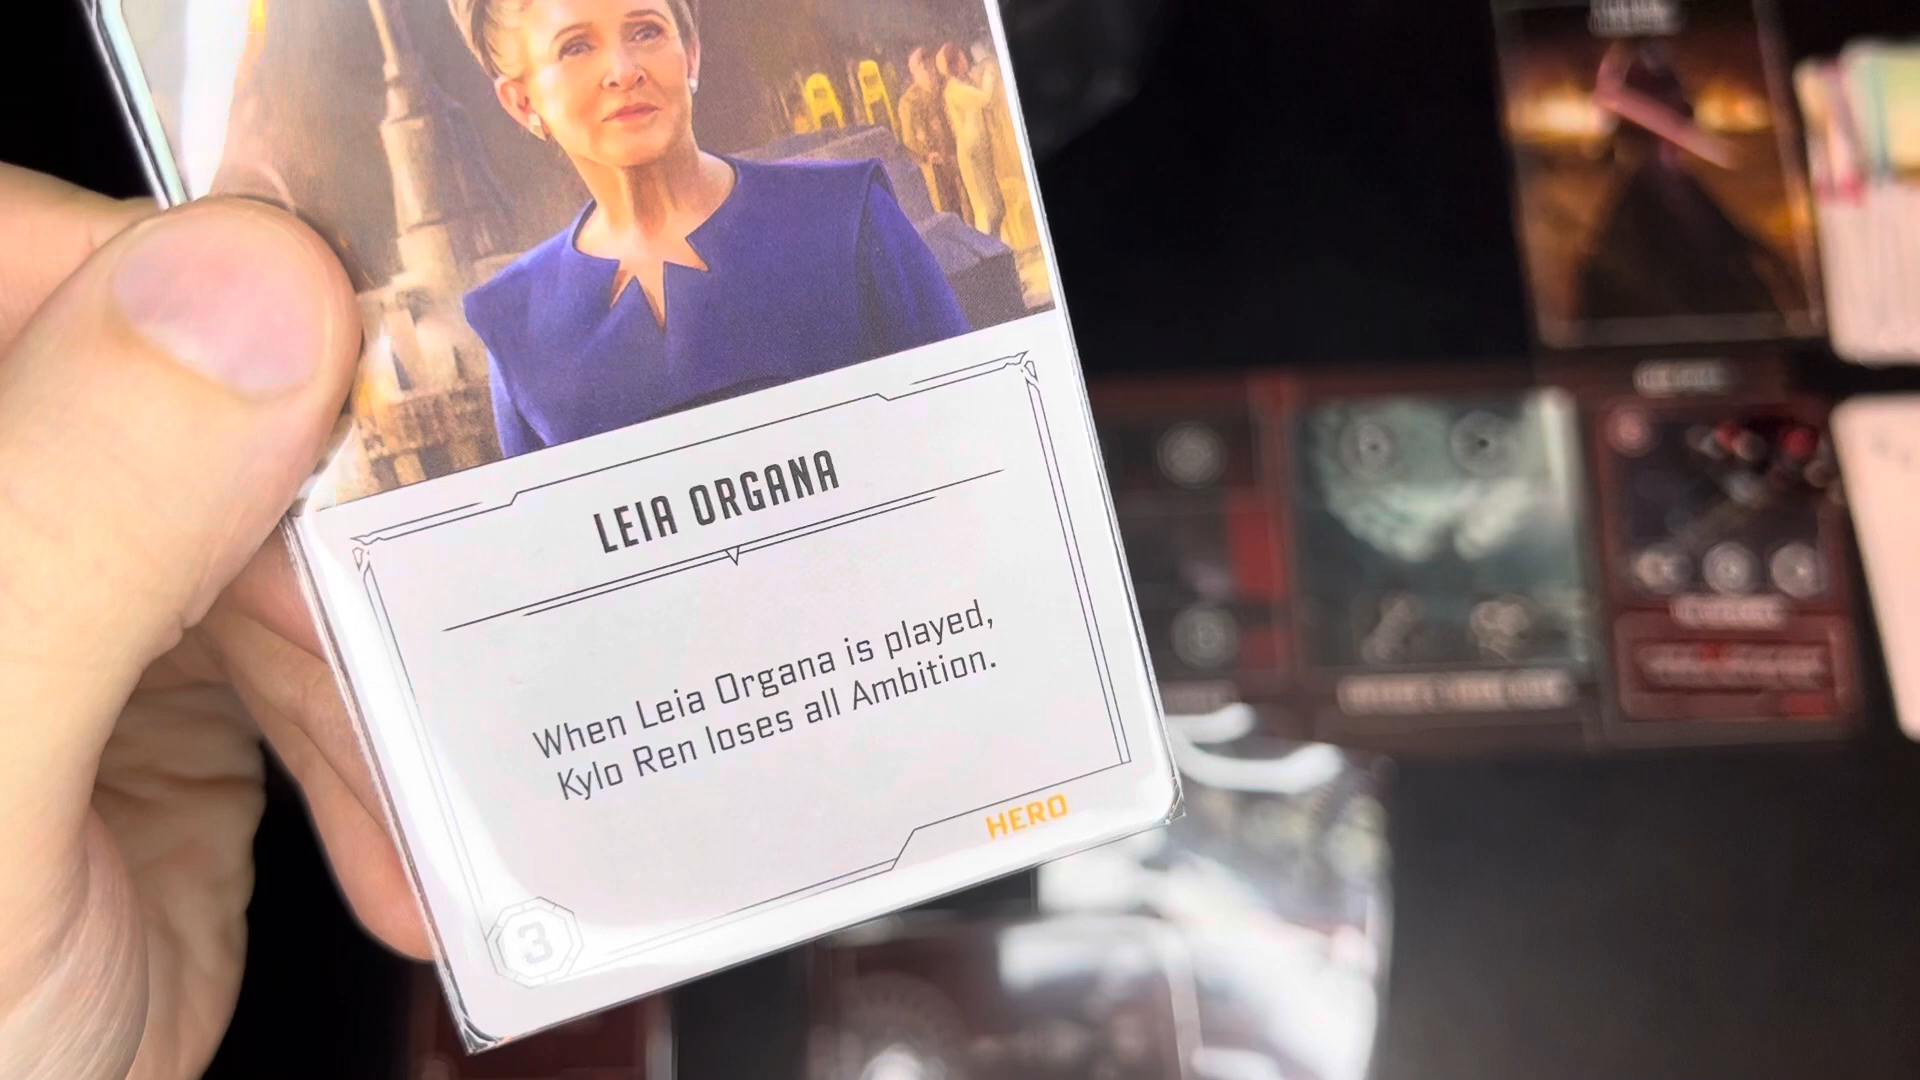 LEIA ORGANA
When Leia Organa is played,
Kylo Ren loses all Ambition.
HERO
3